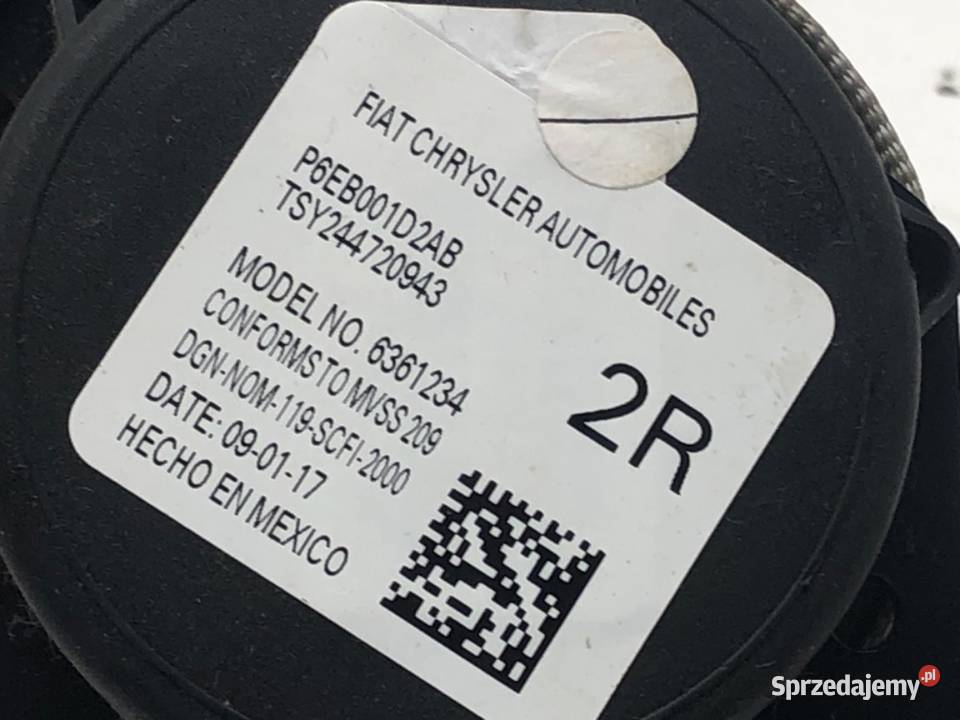 FIAT CHRYSLER AUTOMOBILES
P6EB001D2AB
TSY244720943
2R
MODEL NO. 6361234
CONFORMS TO MVSS 209
DGN-NOM-119-SCFI-2000
DATE: 09-01-17
HECHO EN MEXICO
Sprzedajemy.pl